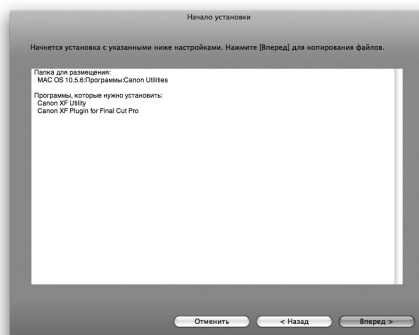 Начало установки
Начнется установка с указанными ниже настройками. Нажмите [Вперед] для копирования файлов.
Папка для размещения:
MAC OS 10.5.6:Программы:Canon Utilities
Программы, которые нужно установить:
Canon XF Utility
Canon XF Plugin for Final Cut Pro
Отменить
< Назад
Вперед >